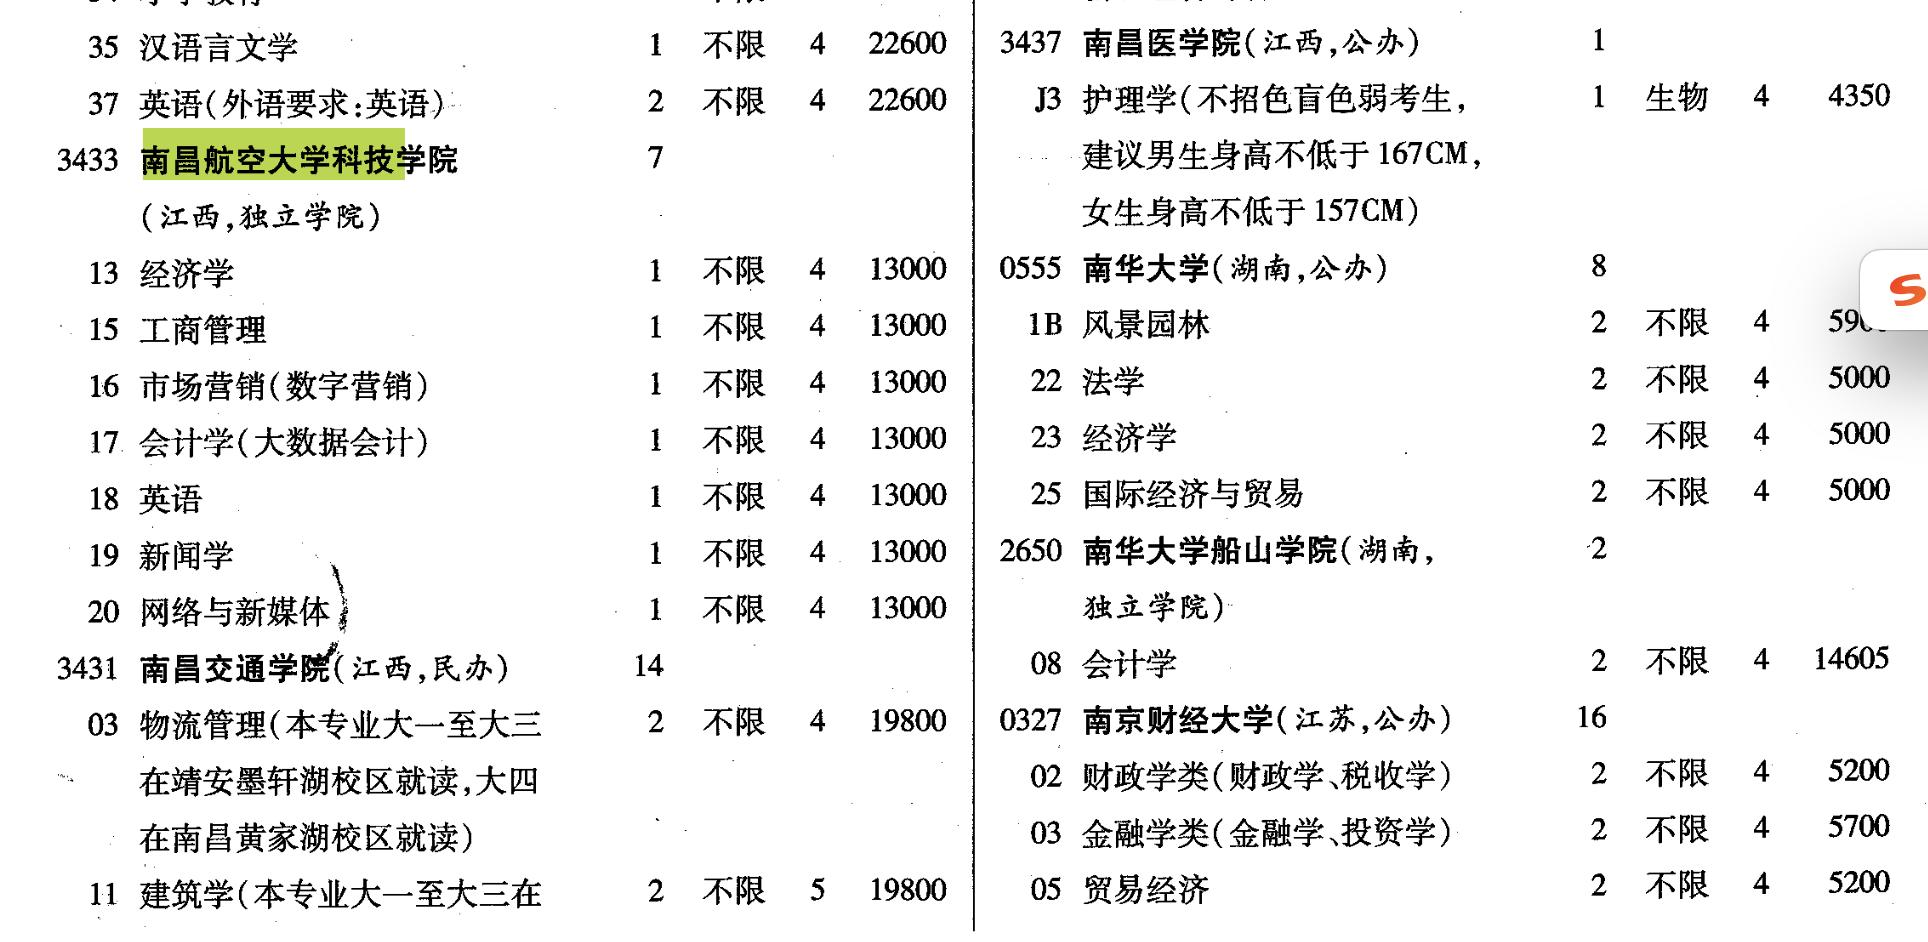 35 汉语言文学 1 不限 4 22600
37 英语(外语要求:英语) 2 不限 4 22600
3433 南昌航空大学科技学院 7
(江西,独立学院)
13 经济学 1 不限 4 13000
15 工商管理 1 不限 4 13000
16 市场营销(数字营销) 1 不限 4 13000
17 会计学(大数据会计) 1 不限 4 13000
18 英语 1 不限 4 13000
19 新闻学 1 不限 4 13000
20 网络与新媒体 1 不限 4 13000
3431 南昌交通学院(江西,民办) 14
03 物流管理(本专业大一至大三 2 不限 4 19800
在靖安墨轩湖校区就读,大四
在南昌黄家湖校区就读)
11 建筑学(本专业大一至大三在 2 不限 5 19800
3437 南昌医学院(江西,公办) 1
J3 护理学(不招色盲色弱考生, 1 生物 4 4350
建议男生身高不低于167CM,
女生身高不低于157CM)
0555 南华大学(湖南,公办) 8
1B 风景园林 2 不限 4
22 法学 2 不限 4 5000
23 经济学 2 不限 4 5000
25 国际经济与贸易 2 不限 4 5000
2650 南华大学船山学院(湖南, 2
独立学院)
08 会计学 2 不限 4 14605
0327 南京财经大学(江苏,公办) 16
02 财政学类(财政学、税收学) 2 不限 4 5200
03 金融学类(金融学、投资学) 2 不限 4 5700
05 贸易经济 2 不限 4 5200